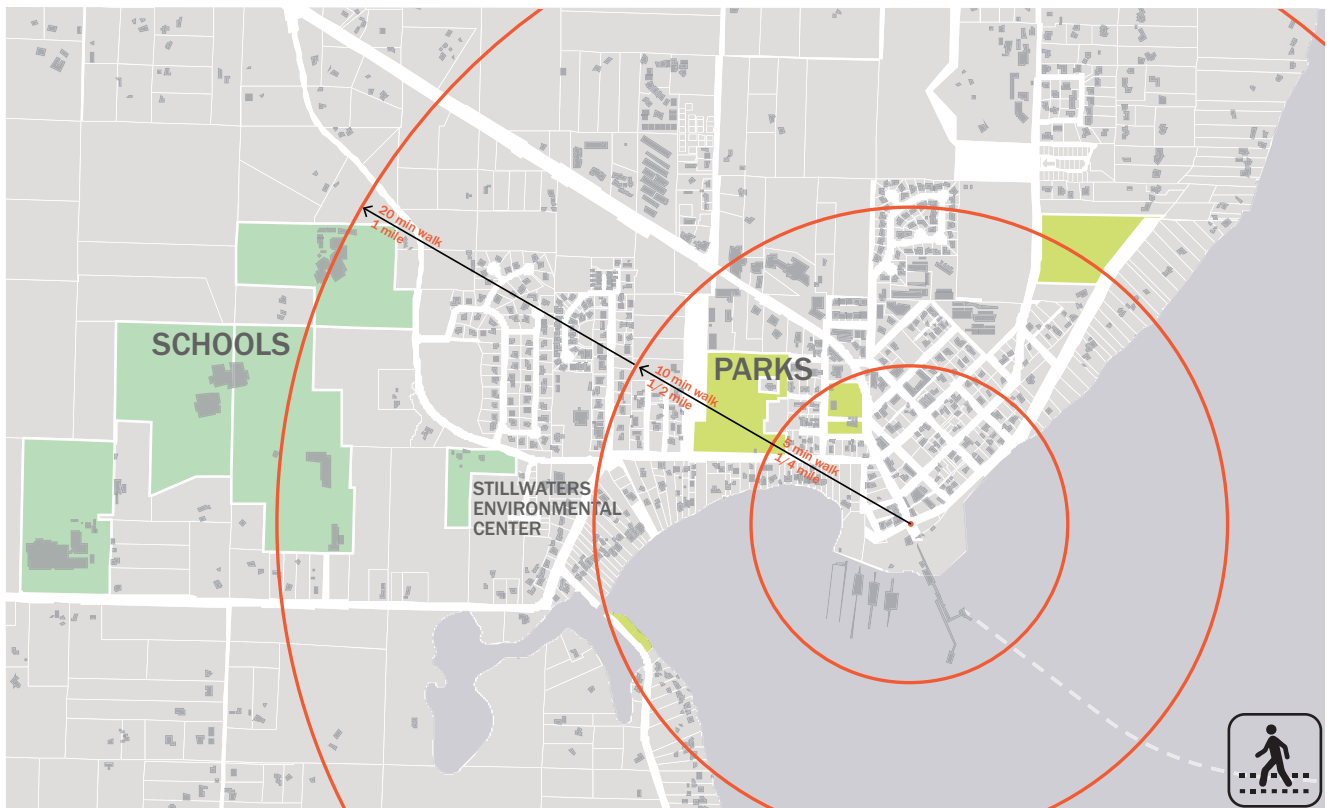 20 min walk
1 mile
SCHOOLS
PARKS
10 min walk
1/2 mile
5 min walk
1/4 mile
STILLWATERS
ENVIRONMENTAL
CENTER